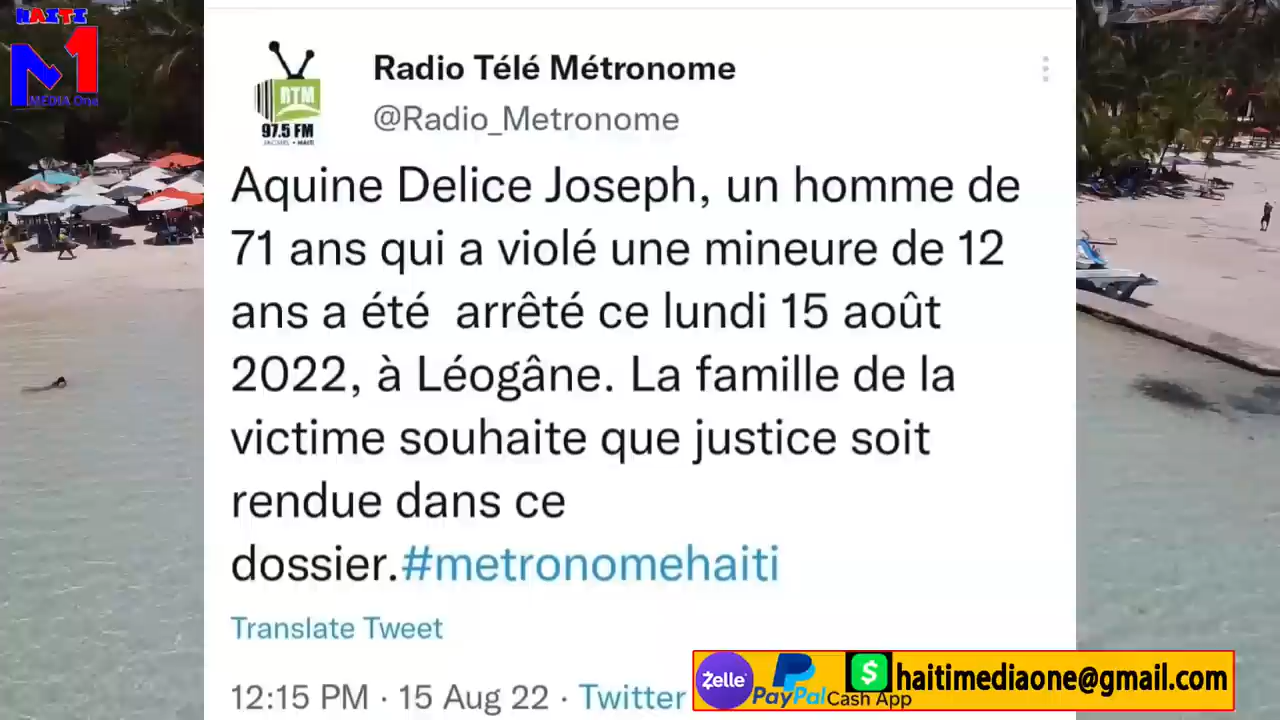 HAITI
M1
MEDIA One
RTM
97.5 FM
JACMEL • HAITI
Radio Télé Métronome
@Radio_Metronome
Aquine Delice Joseph, un homme de
71 ans qui a violé une mineure de 12
ans a été arrêté ce lundi 15 août
2022, à Léogâne. La famille de la
victime souhaite que justice soit
rendue dans ce
dossier.#metronomehaiti
Translate Tweet
12:15 PM · 15 Aug 22 · Twitter
Zelle
PayPal
$
Cash App
haitimediaone@gmail.com